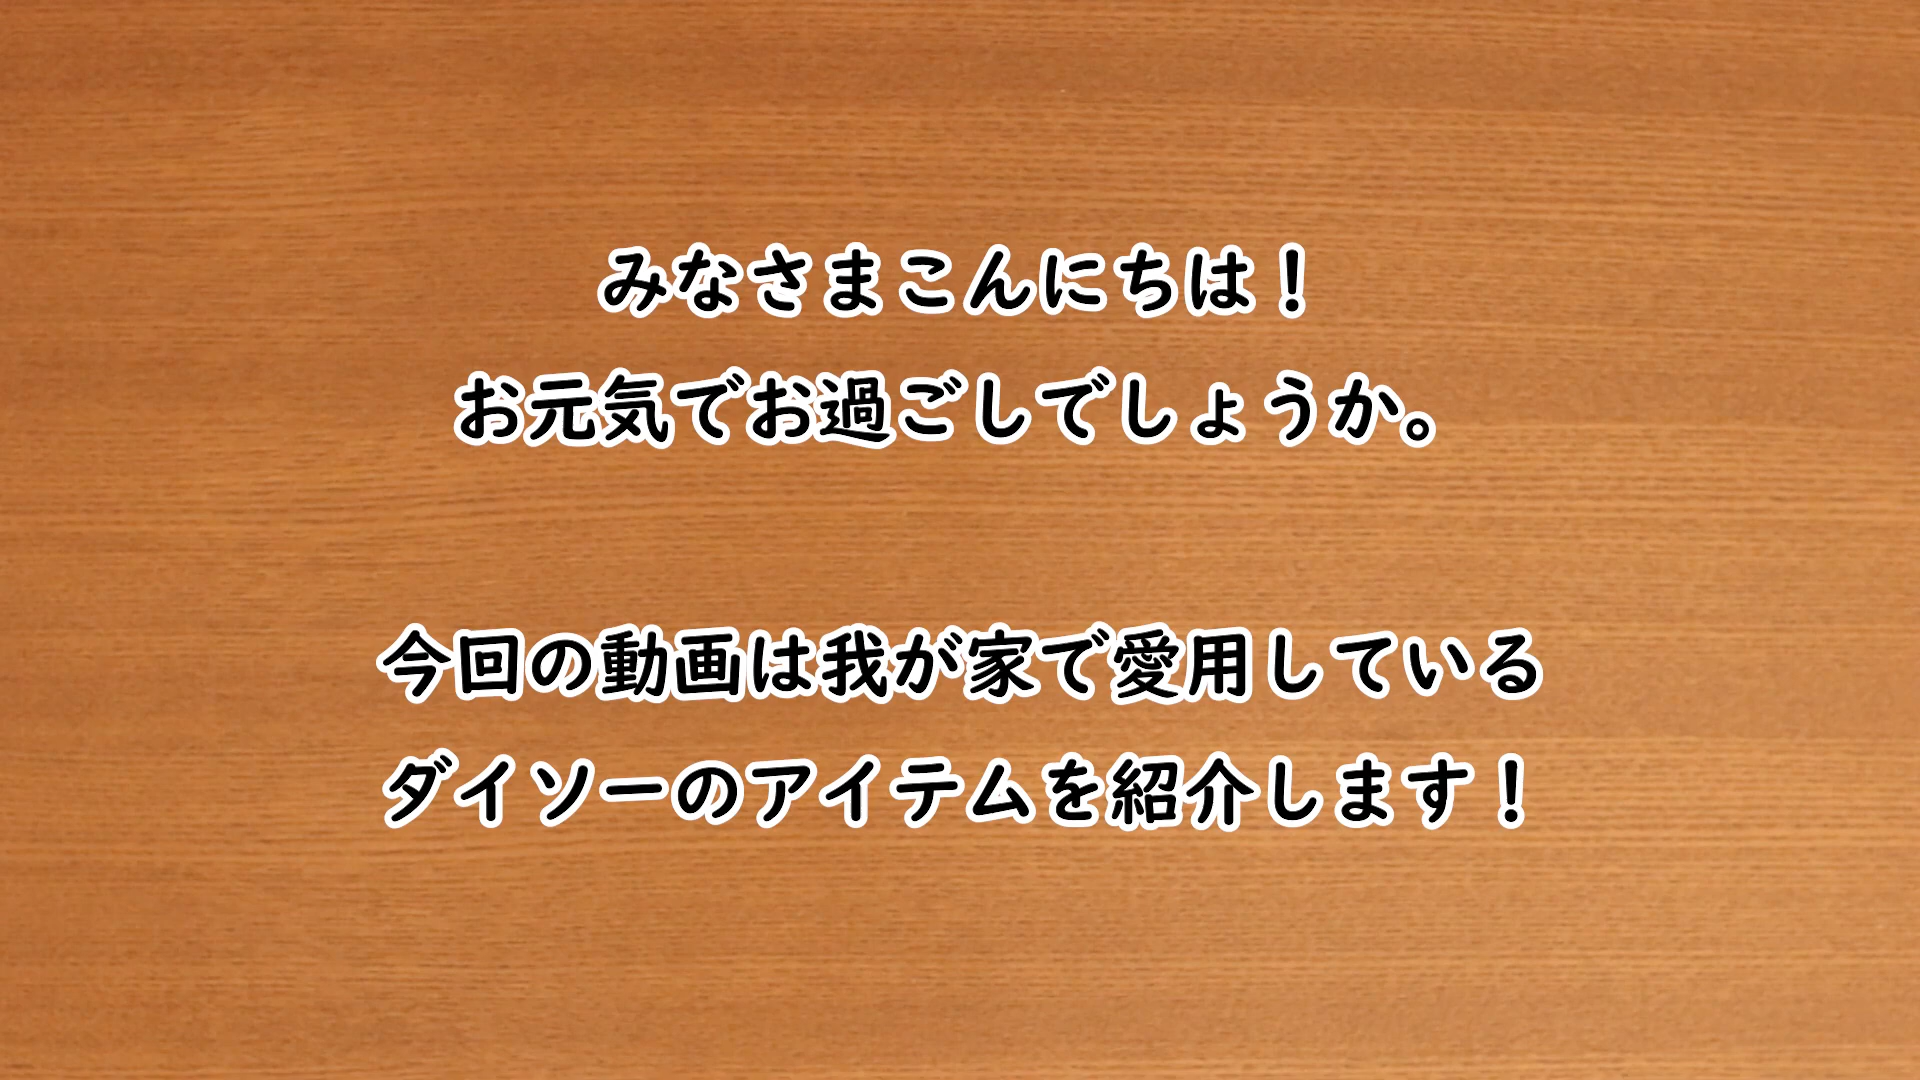 みなさまこんにちは！
お元気でお過ごしでしょうか。
今回の動画は我が家で愛用している
ダイソーのアイテムを紹介します！